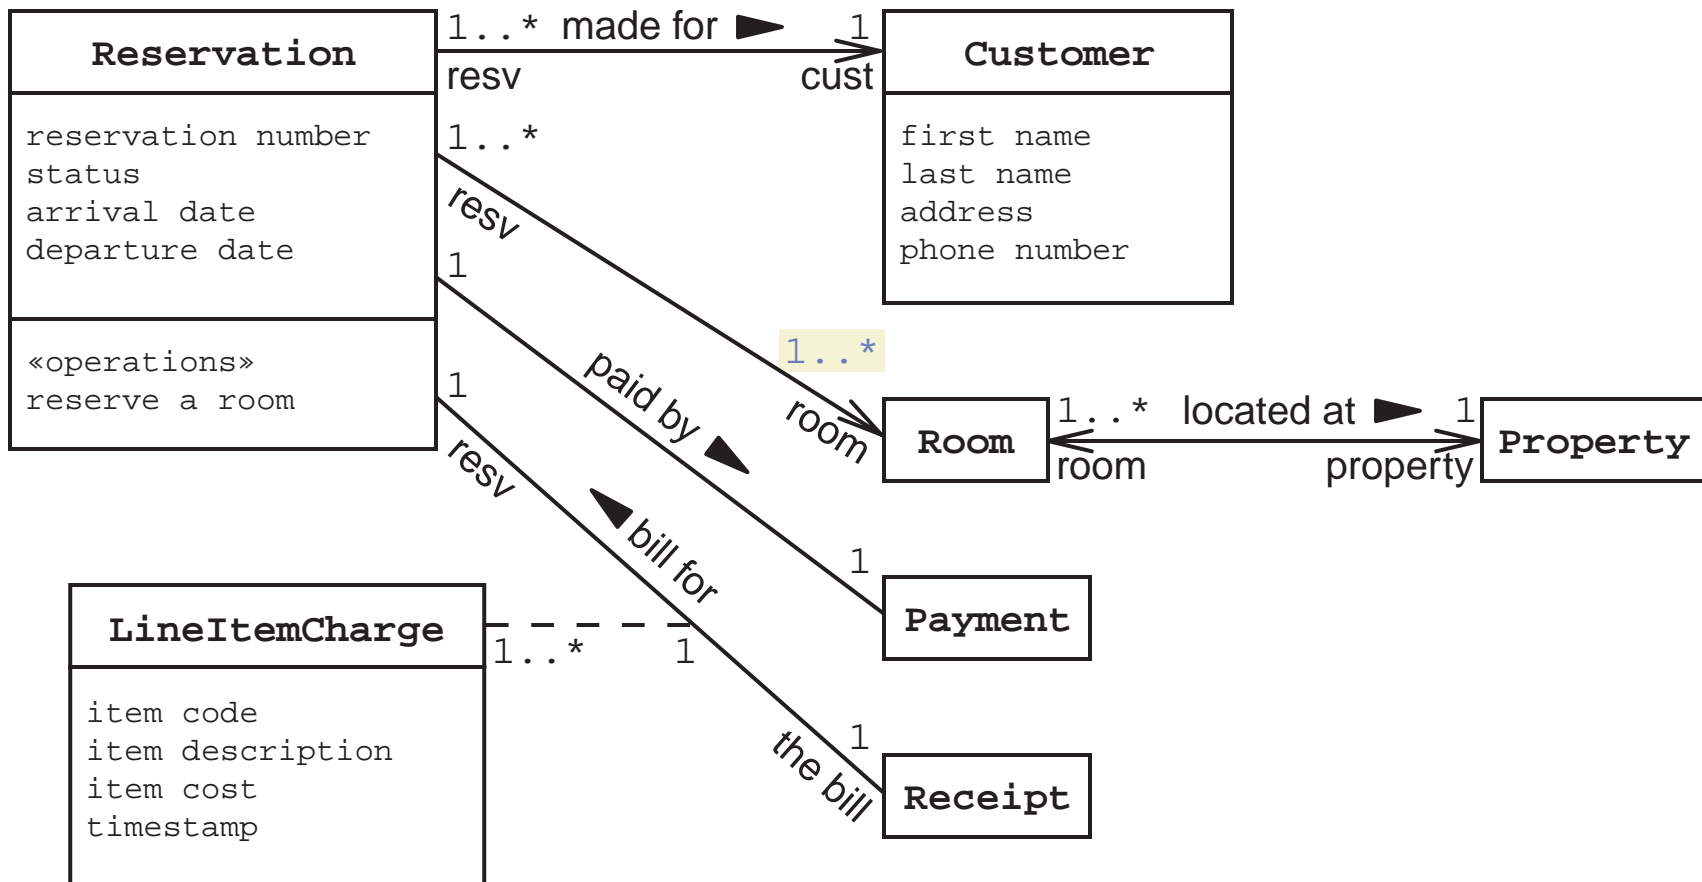 Reservation
reservation number
status
arrival date
departure date
«operations»
reserve a room
1..* made for 1
resv cust
Customer
first name
last name
address
phone number
1..*
resv
1..*
room
1
paid by
1
1
resv
bill for
1
the bill
Room
1..* located at 1
room property
Property
Payment
Receipt
LineItemCharge
1..* 1
item code
item description
item cost
timestamp